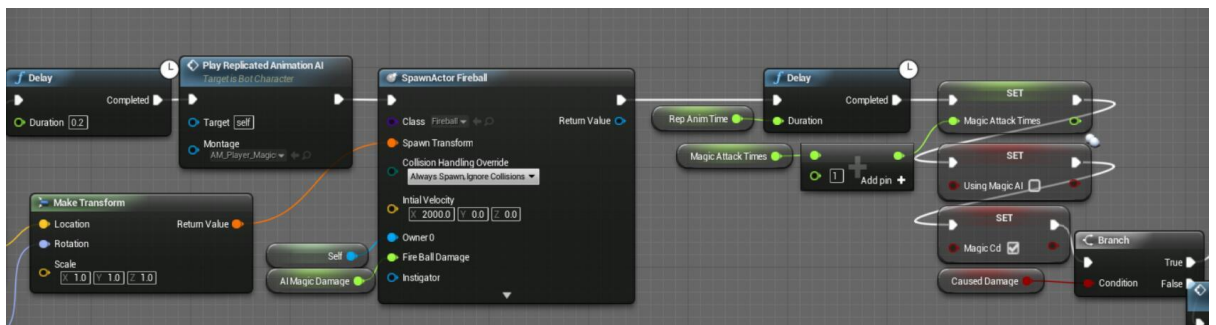 Delay
Completed
Duration 0.2
Play Replicated Animation AI
Target is Bot Character
Target self
Montage
AM_Player_Magic
Make Transform
Location
Return Value
Rotation
Scale
X 1.0 Y 1.0 Z 1.0
SpawnActor Fireball
Class Fireball
Return Value
Spawn Transform
Collision Handling Override
Always Spawn, Ignore Collisions
Intial Velocity
X 2000.0 Y 0.0 Z 0.0
Owner 0
Fire Ball Damage
Instigator
Self
AI Magic Damage
Rep Anim Time
Delay
Completed
Duration
Magic Attack Times
1
Add pin +
SET
Magic Attack Times
SET
Using Magic AI
SET
Magic Cd
Caused Damage
Branch
True
Condition
False